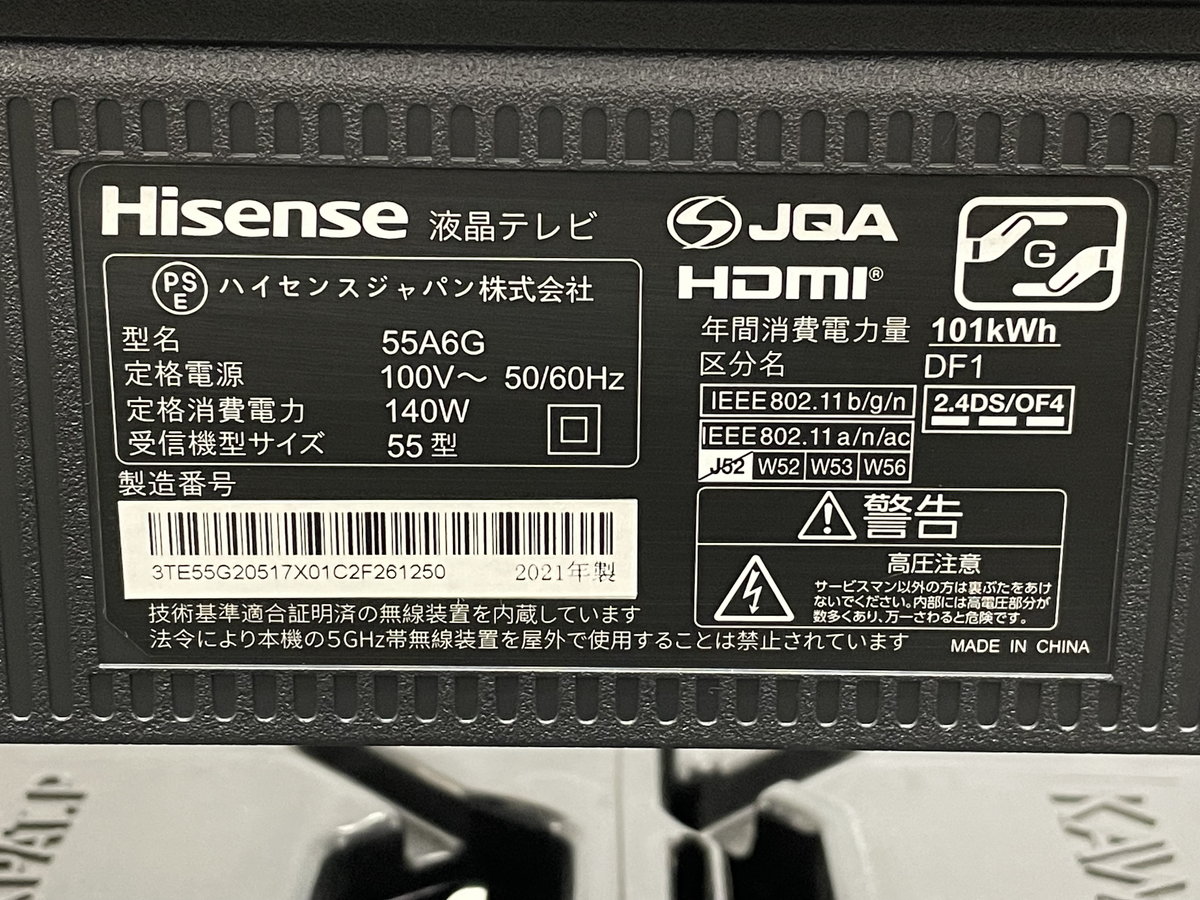 Hisense 液晶テレビ
PS
E
ハイセンスジャパン株式会社
型名 55A6G
定格電源 100V～ 50/60Hz
定格消費電力 140W
受信機型サイズ 55型
製造番号
3TE55G20517X01C2F261250 2021年製
S JQA
HDMI®
G
年間消費電力量 101kWh
区分名 DF1
IEEE802.11b/g/n
2.4DS/OF4
IEEE802.11a/n/ac
J52 W52 W53 W56
警告
高圧注意
サービスマン以外の方は裏ぶたをあけ
ないでください。内部には高電圧部分が
数多くあり、万一さわると危険です。
技術基準適合証明済の無線装置を内蔵しています
法令により本機の5GHz帯無線装置を屋外で使用することは禁止されています
MADE IN CHINA